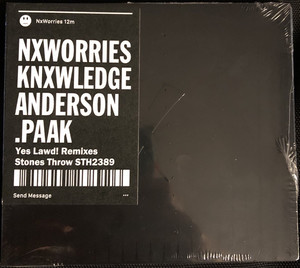 NxWorries 12m
NXWORRIES
KNXWLEDGE
ANDERSON
.PAAK
Yes Lawd! Remixes
Stones Throw STH2389
Send Message
...